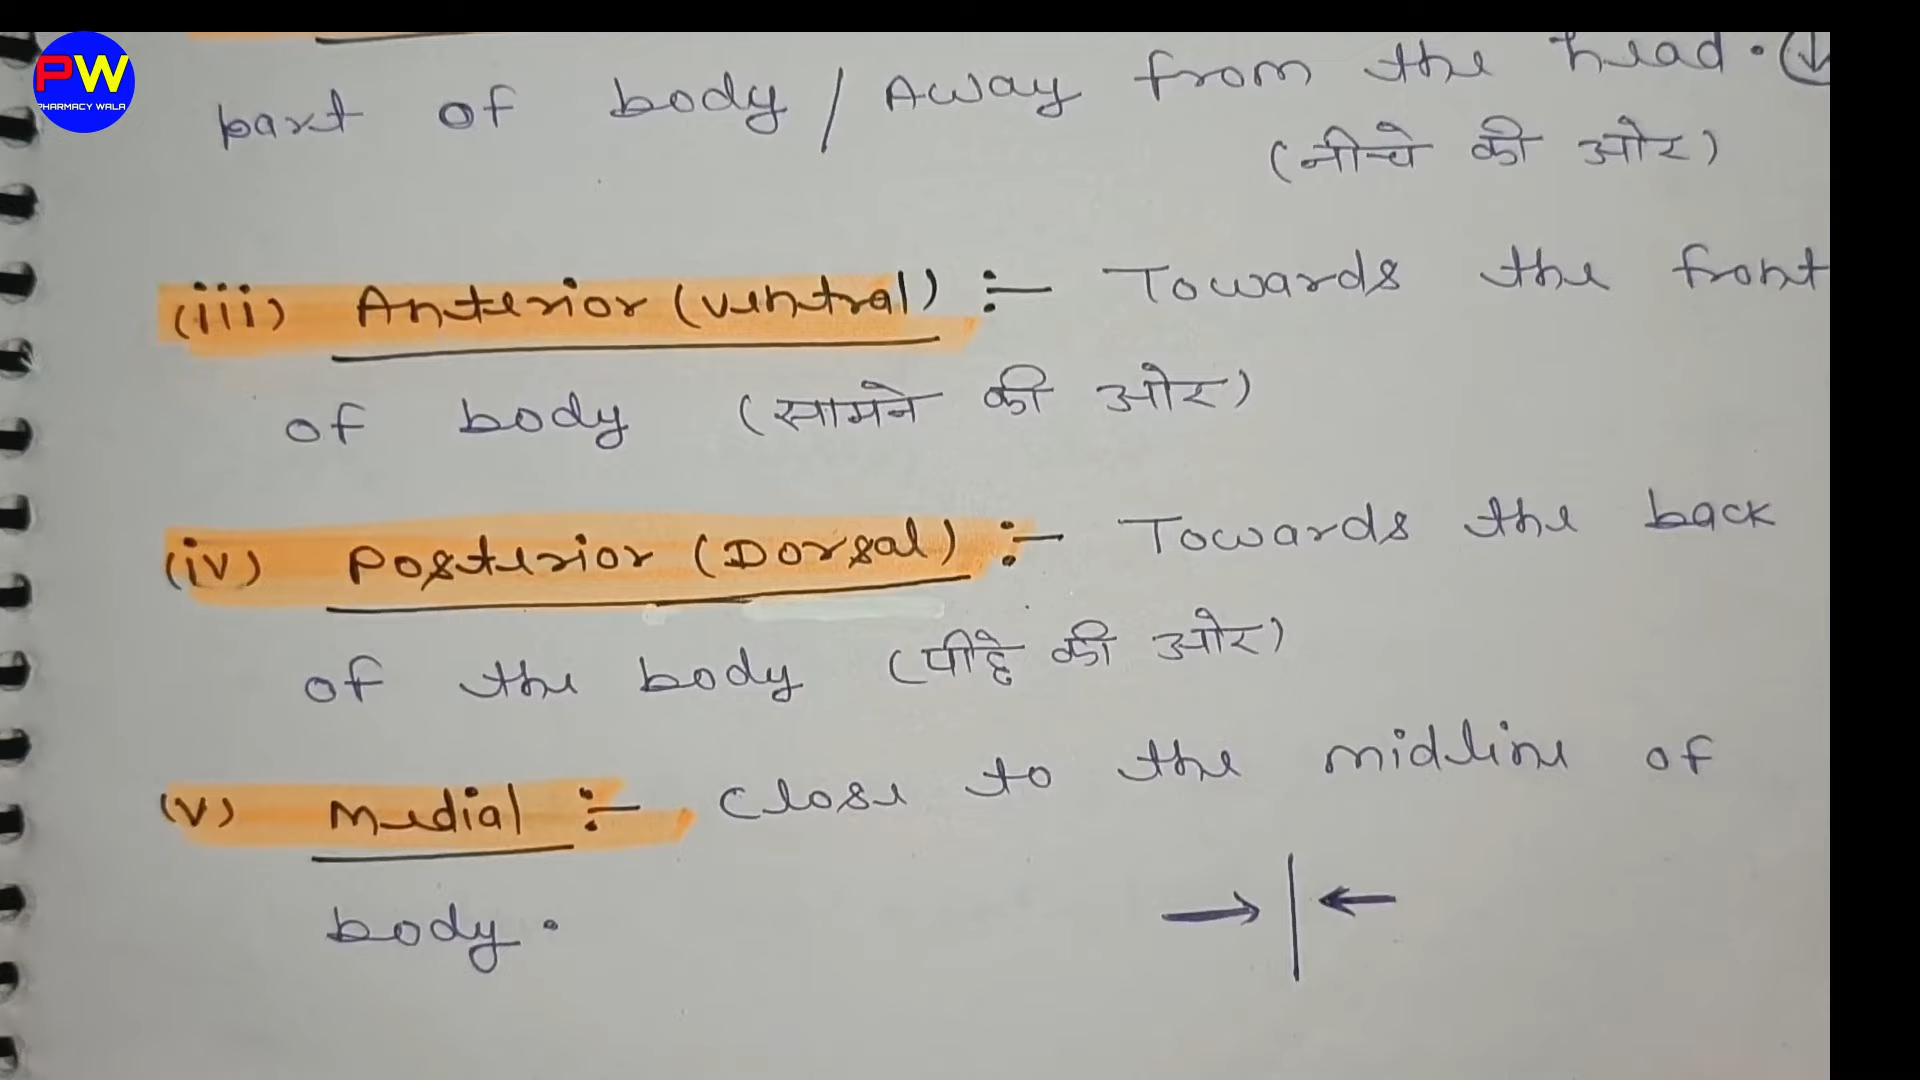 PW
PHARMACY WALA
part of body / Away from the head. (↓
(नीचे की ओर)
(iii) Anterior (ventral) :- Towards the front
of body (सामने की ओर)
(iv) Posterior (Dorsal) :- Towards the back
of the body (पीछे की ओर)
(v) Medial :- Close to the midline of
body.